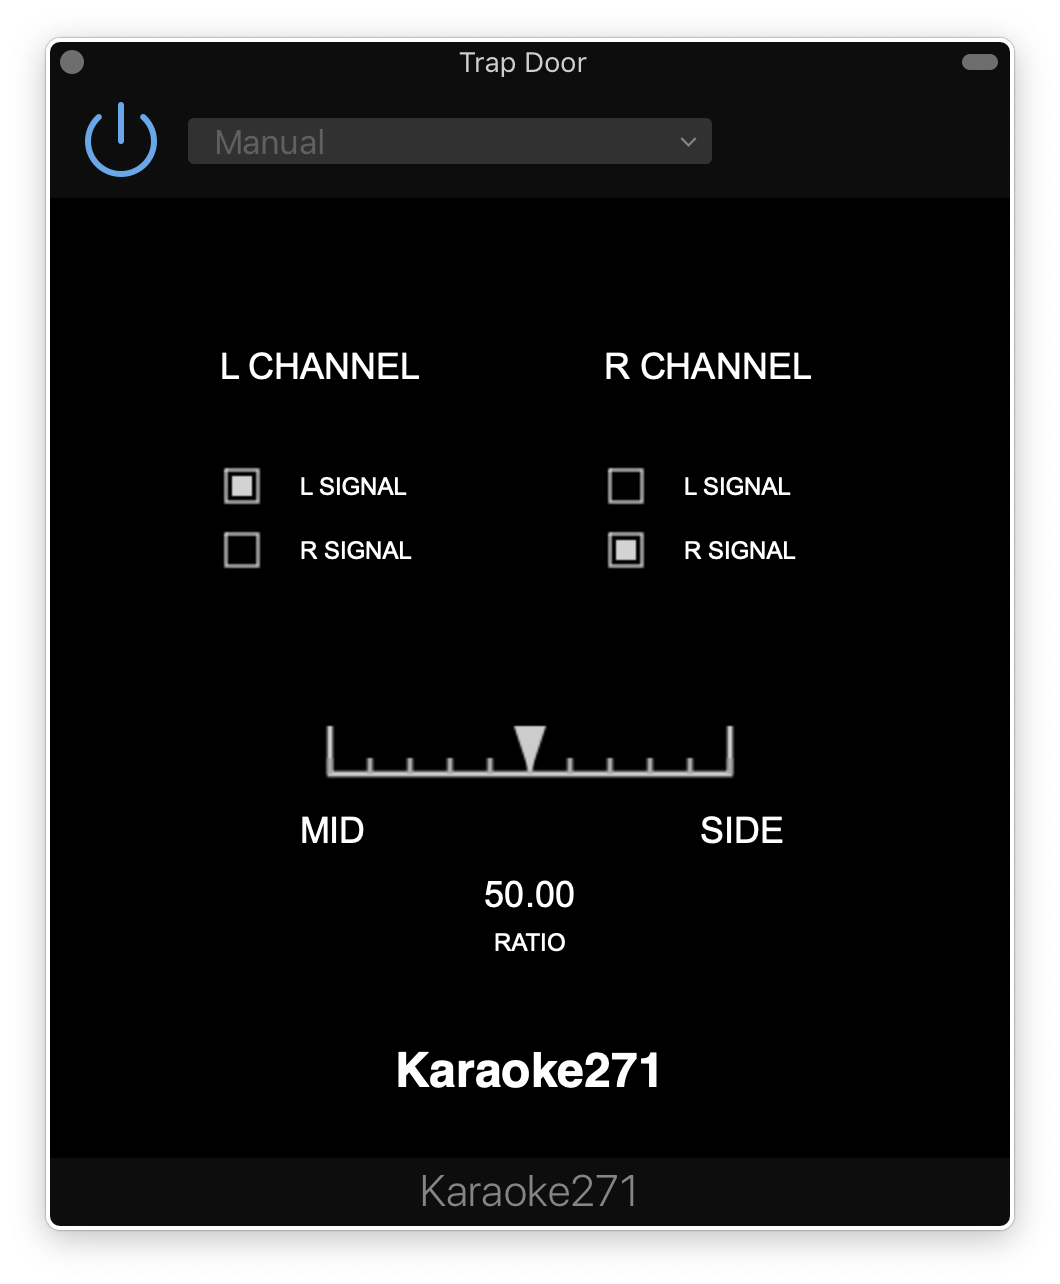 Trap Door
Manual
L CHANNEL
L SIGNAL
R SIGNAL
R CHANNEL
L SIGNAL
R SIGNAL
MID
SIDE
50.00
RATIO
Karaoke271
Karaoke271